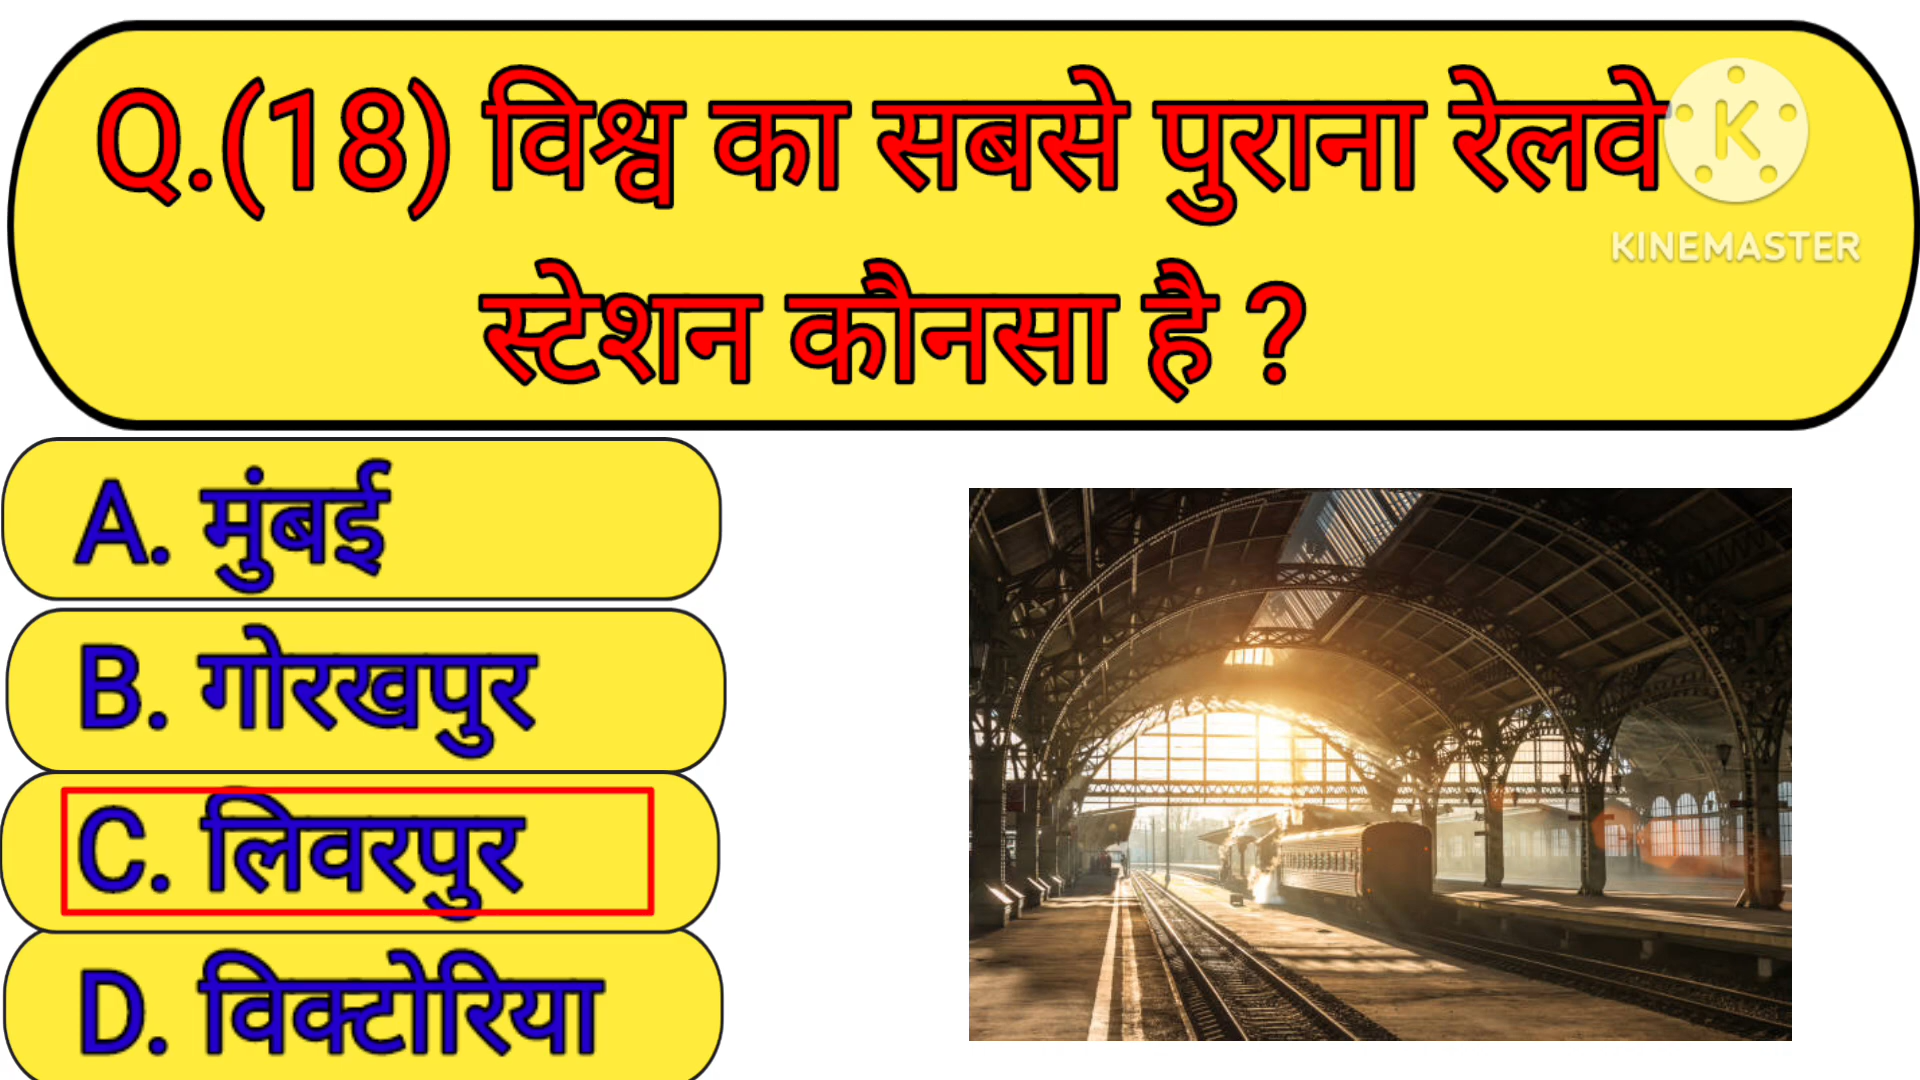 Q.(18) विश्व का सबसे पुराना रेलवे
स्टेशन कौनसा है ?
K
KINEMASTER
A. मुंबई
B. गोरखपुर
C. लिवरपुर
D. विक्टोरिया